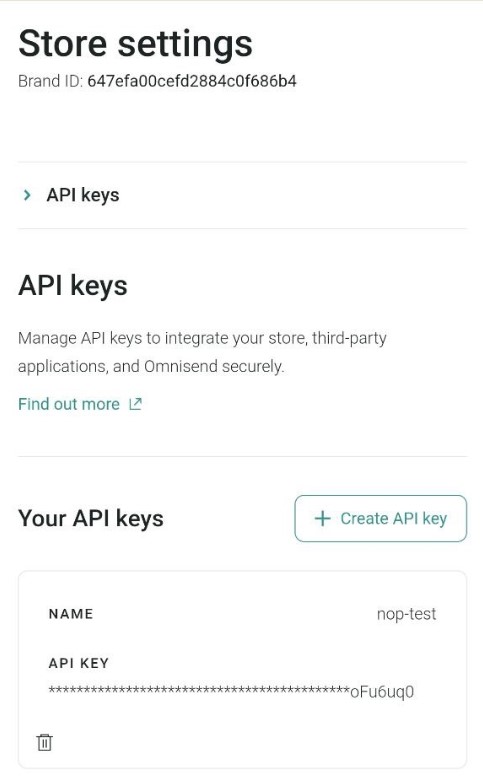 Store settings
Brand ID: 647efa00cefd2884c0f686b4
API keys
API keys
Manage API keys to integrate your store, third-party
applications, and Omnisend securely.
Find out more
Your API keys
+ Create API key
NAME nop-test
API KEY
*******************************************oFu6uq0